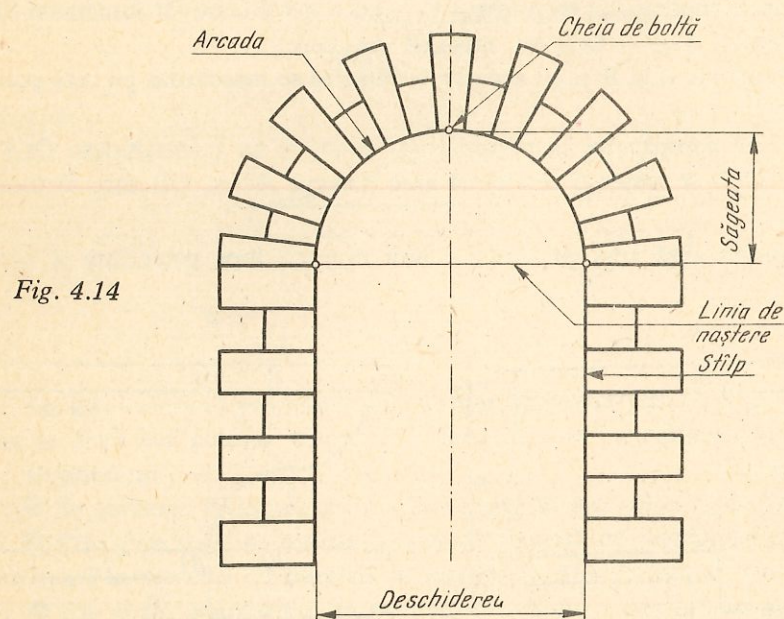 Arcada
Cheia de boltă
Săgeata
Fig. 4.14
Linia de
naștere
Stîlp
Deschiderea